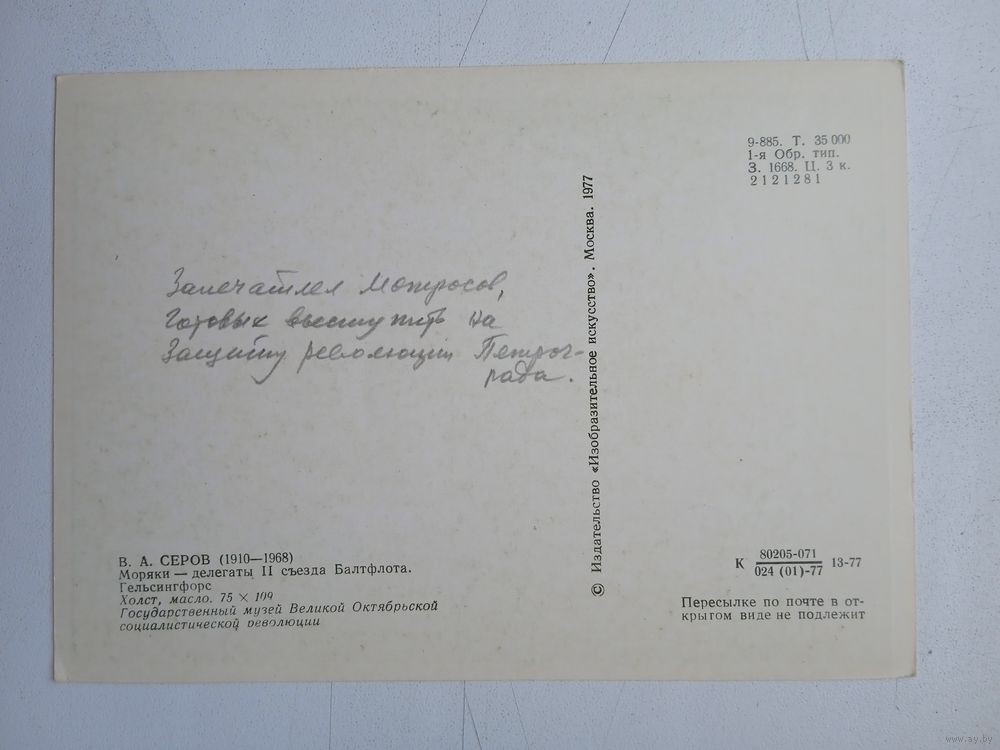 9-885. Т. 35 000
1-я Обр. тип.
З. 1668. Ц. 3 к.
2121281
Запечатлел Матросов,
готовых выступить на
Защиту революции Петрог-
рада.
© Издательство «Изобразительное искусство». Москва. 1977
В. А. СЕРОВ (1910—1968)
Моряки — делегаты II съезда Балтфлота.
Гельсингфорс
Холст, масло. 75 × 109
Государственный музей Великой Октябрьской
социалистической революции
К 80205-071
024 (01)-77 13-77
Пересылке по почте в от-
крытом виде не подлежит
www.ay.by